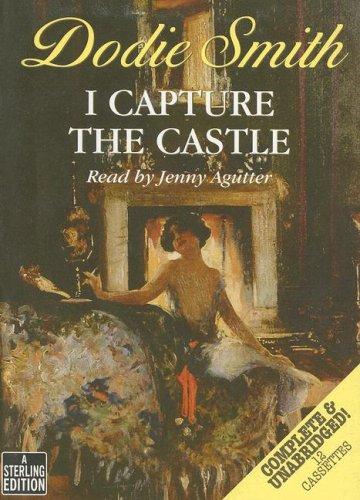 Dodie Smith
I CAPTURE
THE CASTLE
Read by Jenny Agutter
COMPLETE &
UNABRIDGED!
12
CASSETTES
A
STERLING
EDITION